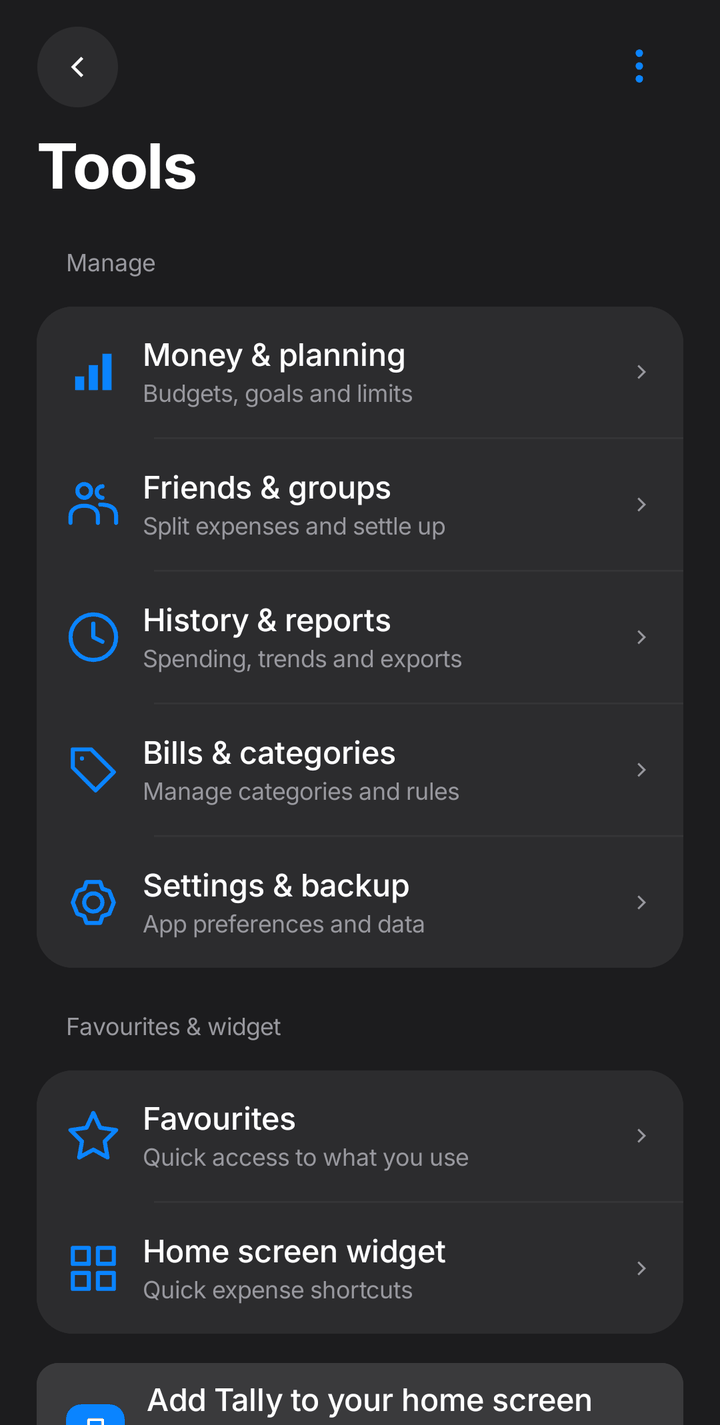 Tools
Manage
Money & planning
Budgets, goals and limits
Friends & groups
Split expenses and settle up
History & reports
Spending, trends and exports
Bills & categories
Manage categories and rules
Settings & backup
App preferences and data
Favourites & widget
Favourites
Quick access to what you use
Home screen widget
Quick expense shortcuts
Add Tally to your home screen